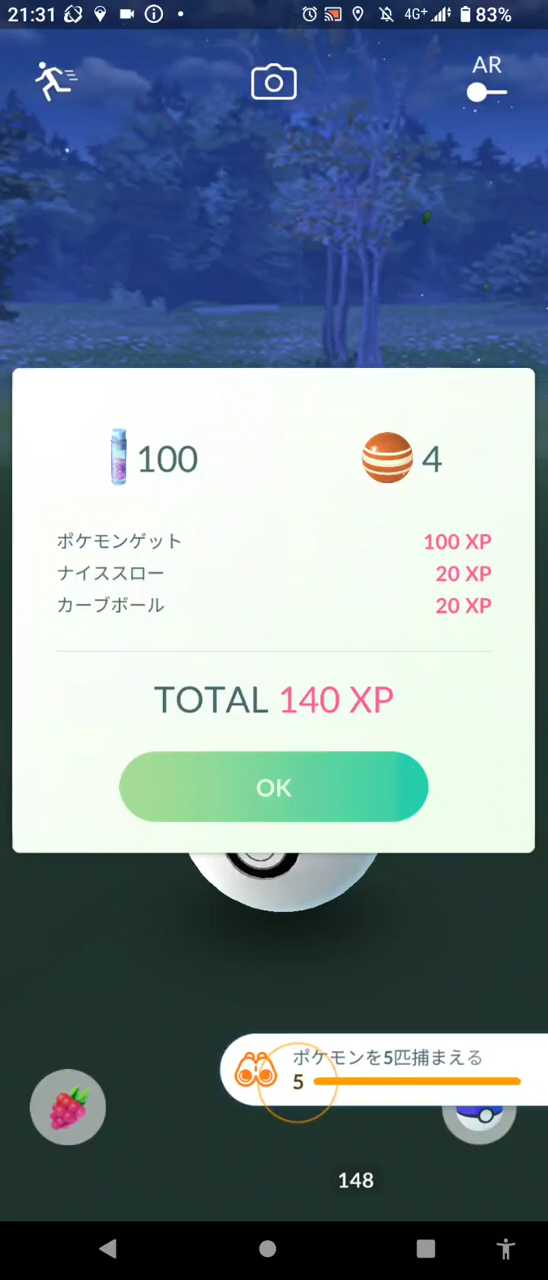 21:31 4G+ 83%
AR
100 4
ポケモンゲット 100 XP
ナイススロー 20 XP
カーブボール 20 XP
TOTAL 140 XP
OK
ポケモンを5匹捕まえる
5
148